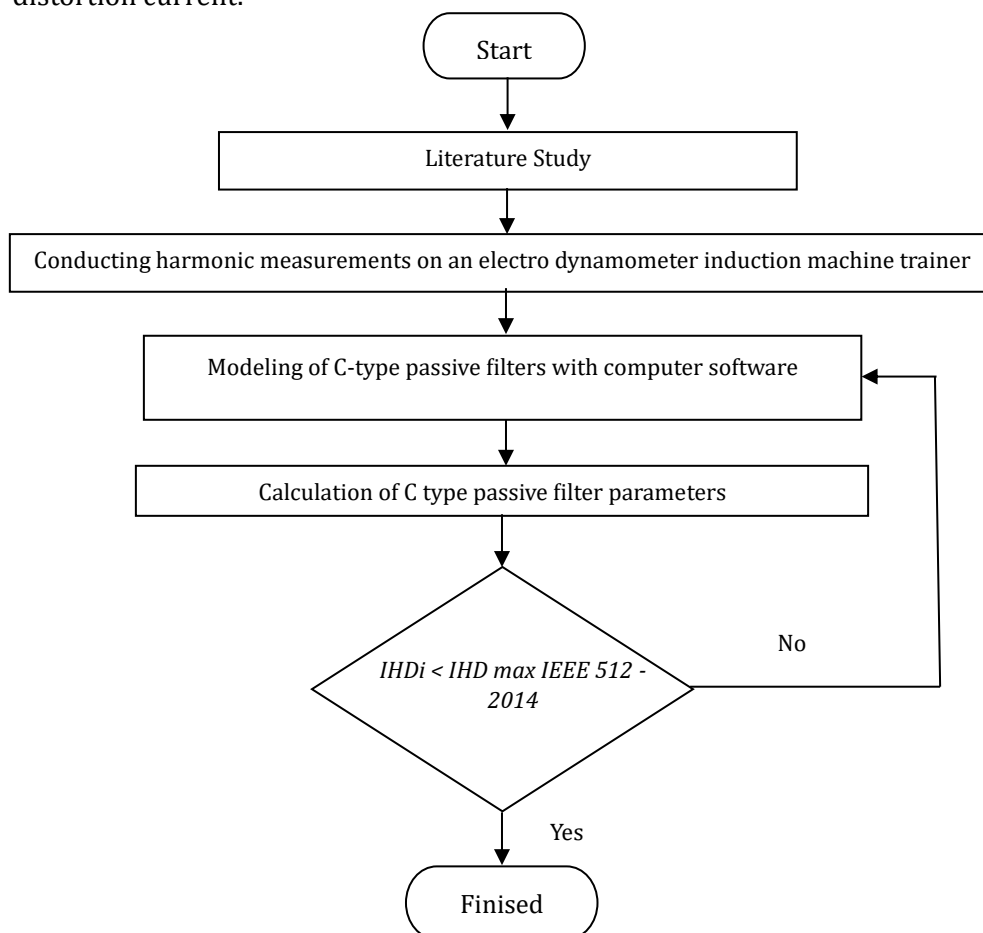 distortion current.
Start
Literature Study
Conducting harmonic measurements on an electro dynamometer induction machine trainer
Modeling of C-type passive filters with computer software
Calculation of C type passive filter parameters
IHDi < IHD max IEEE 512 -
2014
No
Yes
Finised